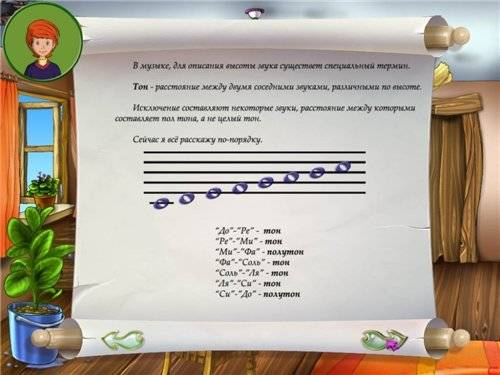 В музыке, для описания высоты звука существет специальный термин.
Тон - расстояние между двумя соседними звуками, различными по высоте.
Исключение составляют некоторые звуки, расстояние между которыми
составляет пол тона, а не целый тон.
Сейчас я всё расскажу по-порядку.
"До"-"Ре" - тон
"Ре"-"Ми" - тон
"Ми"-"Фа" - полутон
"Фа"-"Соль" - тон
"Соль"-"Ля" - тон
"Ля"-"Си" - тон
"Си"-"До" - полутон